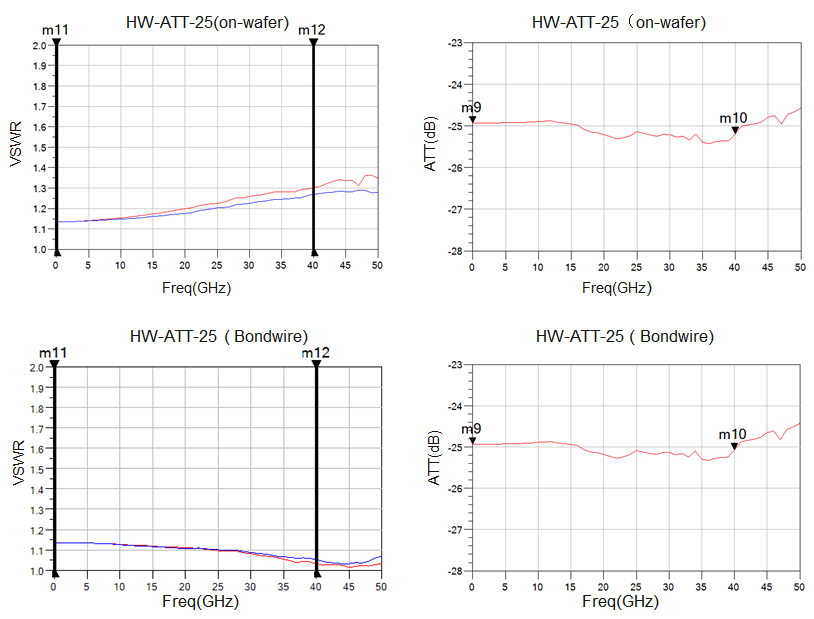 HW-ATT-25(on-wafer)
m11
m12
2.0
1.9
1.8
1.7
1.6
1.5
1.4
1.3
1.2
1.1
1.0
VSWR
0 5 10 15 20 25 30 35 40 45 50
Freq(GHz)
HW-ATT-25（on-wafer)
-23
-24
-25
-26
-27
-28
m9
m10
ATT(dB)
0 5 10 15 20 25 30 35 40 45 50
Freq(GHz)
HW-ATT-25 ( Bondwire)
m11
m12
2.0
1.9
1.8
1.7
1.6
1.5
1.4
1.3
1.2
1.1
1.0
VSWR
0 5 10 15 20 25 30 35 40 45 50
Freq(GHz)
HW-ATT-25 ( Bondwire)
-23
-24
-25
-26
-27
-28
m9
m10
ATT(dB)
0 5 10 15 20 25 30 35 40 45 50
Freq(GHz)